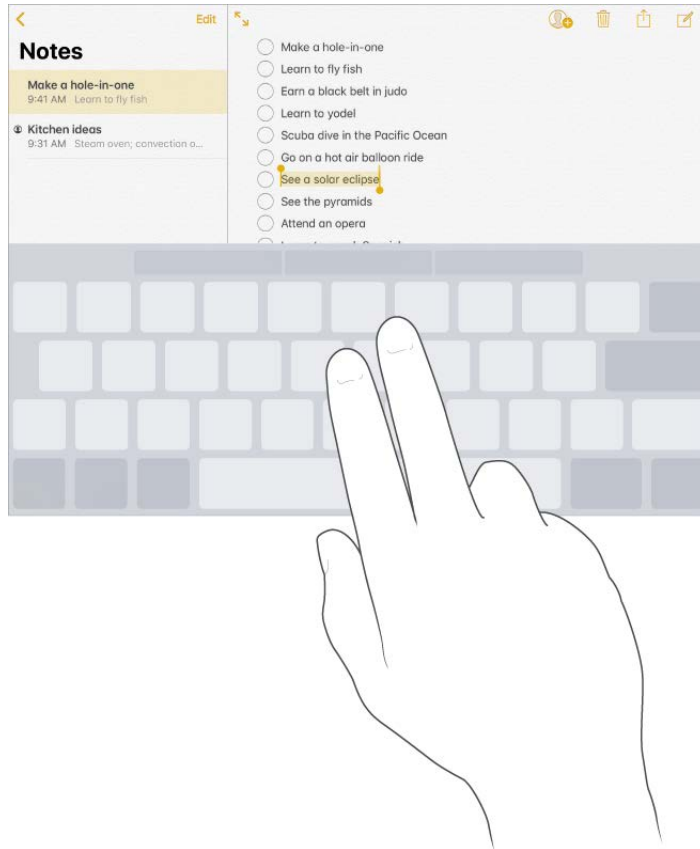 Edit
Notes
Make a hole-in-one
9:41 AM Learn to fly fish
Kitchen ideas
9:31 AM Steam oven; convection o...
Make a hole-in-one
Learn to fly fish
Earn a black belt in judo
Learn to yodel
Scuba dive in the Pacific Ocean
Go on a hot air balloon ride
See a solar eclipse
See the pyramids
Attend an opera